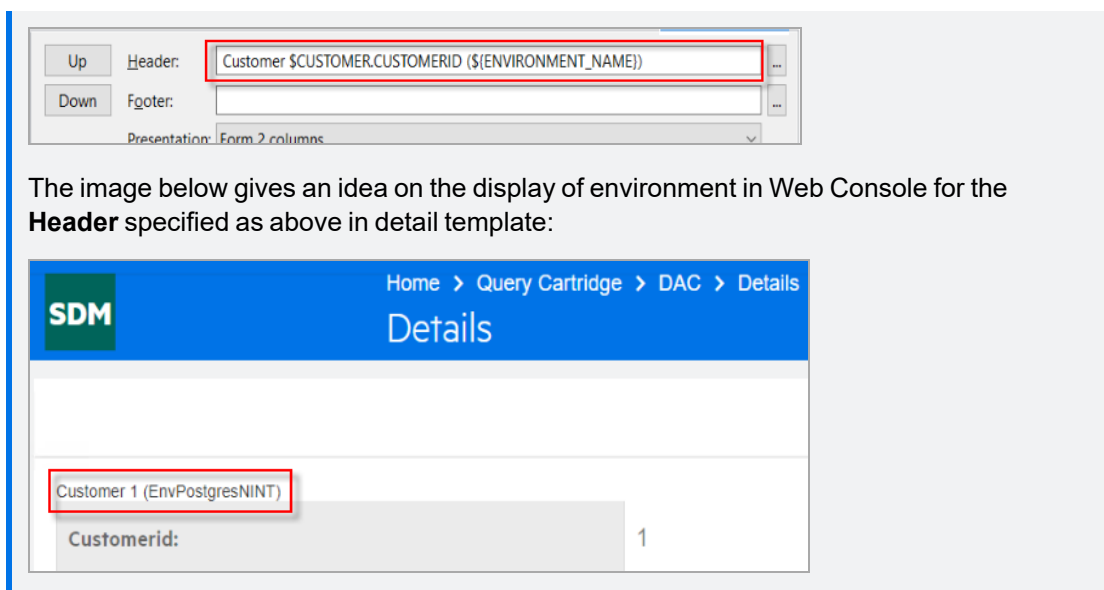 Up Header: Customer $CUSTOMER.CUSTOMERID (${ENVIRONMENT_NAME}) ...
Down Footer: ...
Presentation: Form 2 columns
The image below gives an idea on the display of environment in Web Console for the
Header specified as above in detail template:
Home > Query Cartridge > DAC > Details
SDM
Details
Customer 1 (EnvPostgresNINT)
Customerid: 1